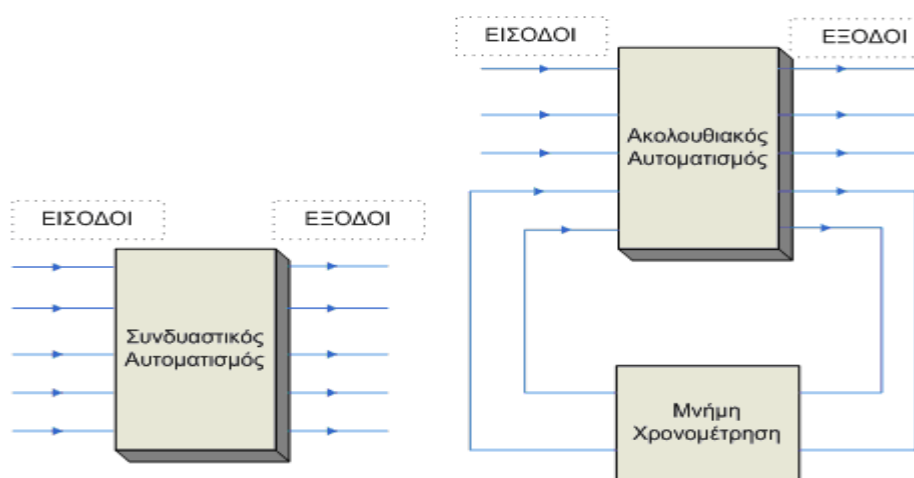 ΕΙΣΟΔΟΙ
ΕΞΟΔΟΙ
Συνδυαστικός
Αυτοματισμός
ΕΙΣΟΔΟΙ
ΕΞΟΔΟΙ
Ακολουθιακός
Αυτοματισμός
Μνήμη
Χρονομέτρηση